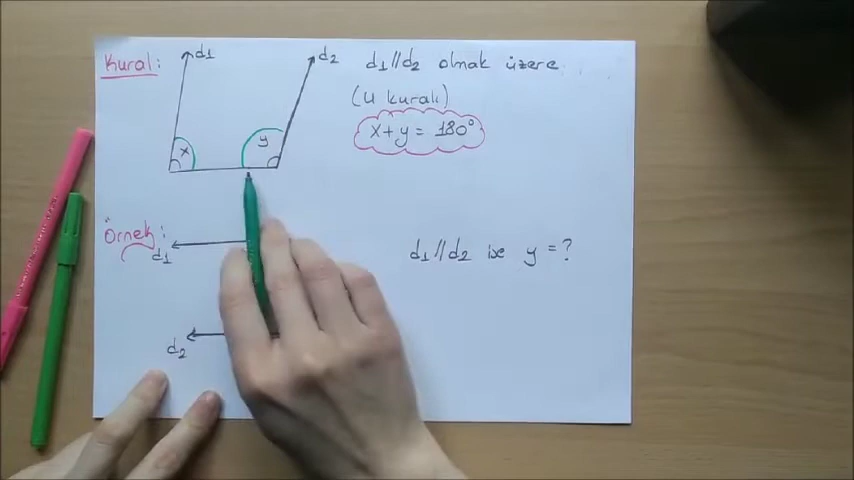 Kural:
d1
d2
d1//d2 olmak üzere
(U kuralı)
x+y = 180°
x
y
Örnek:
d1
d1//d2 ise y = ?
d2